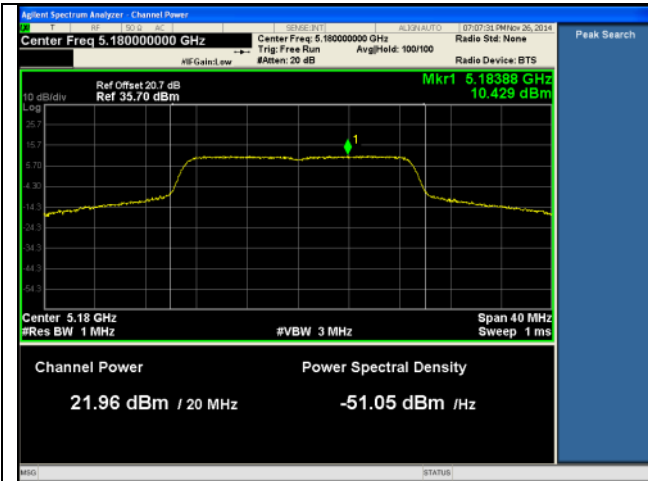 Agilent Spectrum Analyzer - Channel Power
T RF 50 Ω AC SENSE:INT ALIGN AUTO 07:07:31 PM Nov 26, 2014
Center Freq 5.180000000 GHz Center Freq: 5.180000000 GHz Radio Std: None Peak Search
Trig: Free Run Avg|Hold: 100/100
#IFGain:Low #Atten: 20 dB Radio Device: BTS
Mkr1 5.18388 GHz
10.429 dBm
Ref Offset 20.7 dB
10 dB/div Ref 35.70 dBm
Log
25.7
15.7
1
5.70
-4.30
-14.3
-24.3
-34.3
-44.3
-54.3
Center 5.18 GHz Span 40 MHz
#Res BW 1 MHz #VBW 3 MHz Sweep 1 ms
Channel Power Power Spectral Density
21.96 dBm / 20 MHz -51.05 dBm /Hz
MSG STATUS